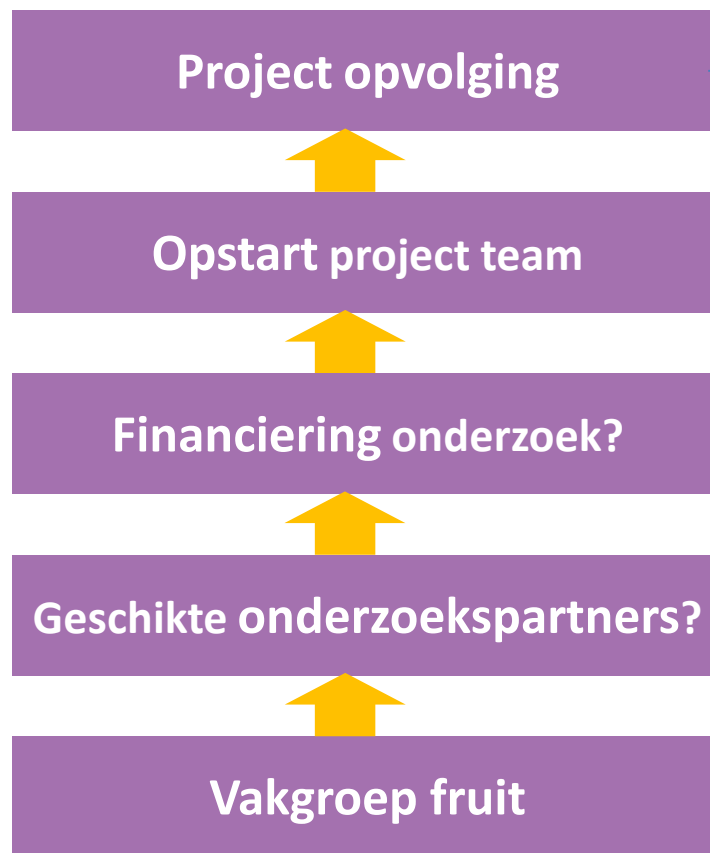 Project opvolging
Opstart project team
Financiering onderzoek?
Geschikte onderzoekspartners?
Vakgroep fruit